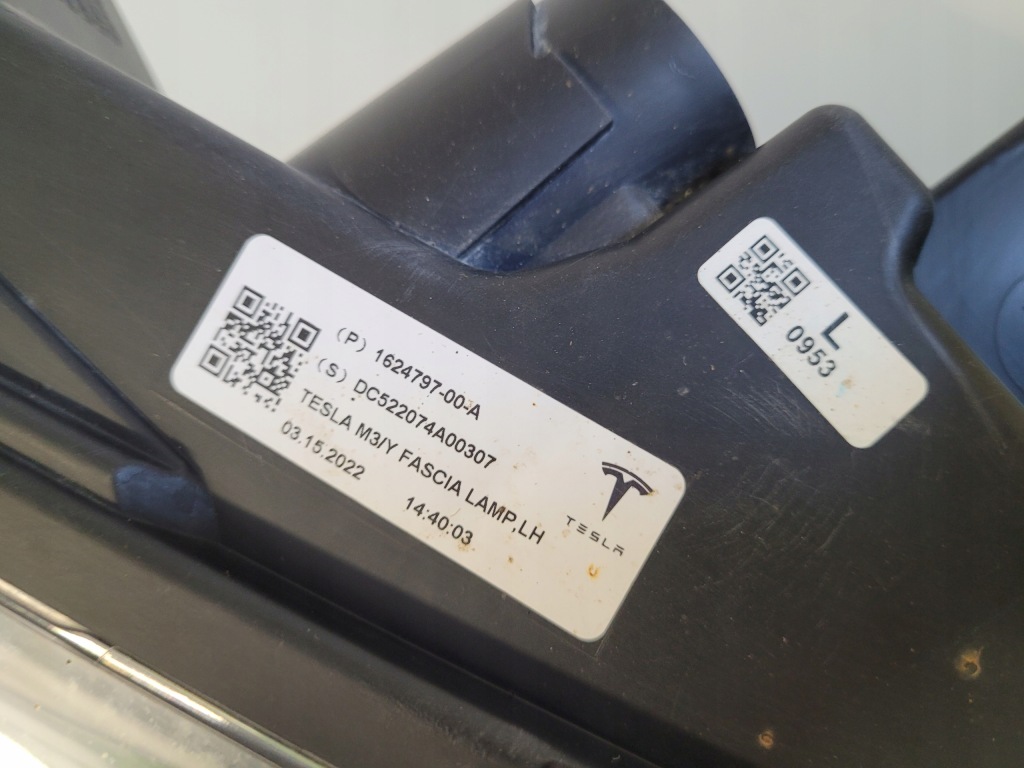 (P) 1624797-00-A
(S) DC522074A00307
TESLA M3/Y FASCIA LAMP,LH
03.15.2022 14:40:03
TESLA
L
0953